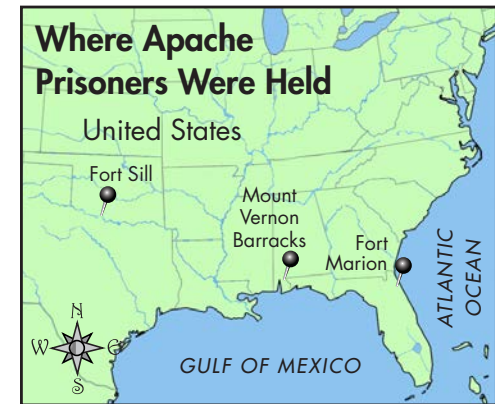 Where Apache
Prisoners Were Held
United States
Fort Sill
Mount
Vernon
Barracks
Fort
Marion
ATLANTIC
OCEAN
N
W
S
GULF OF MEXICO